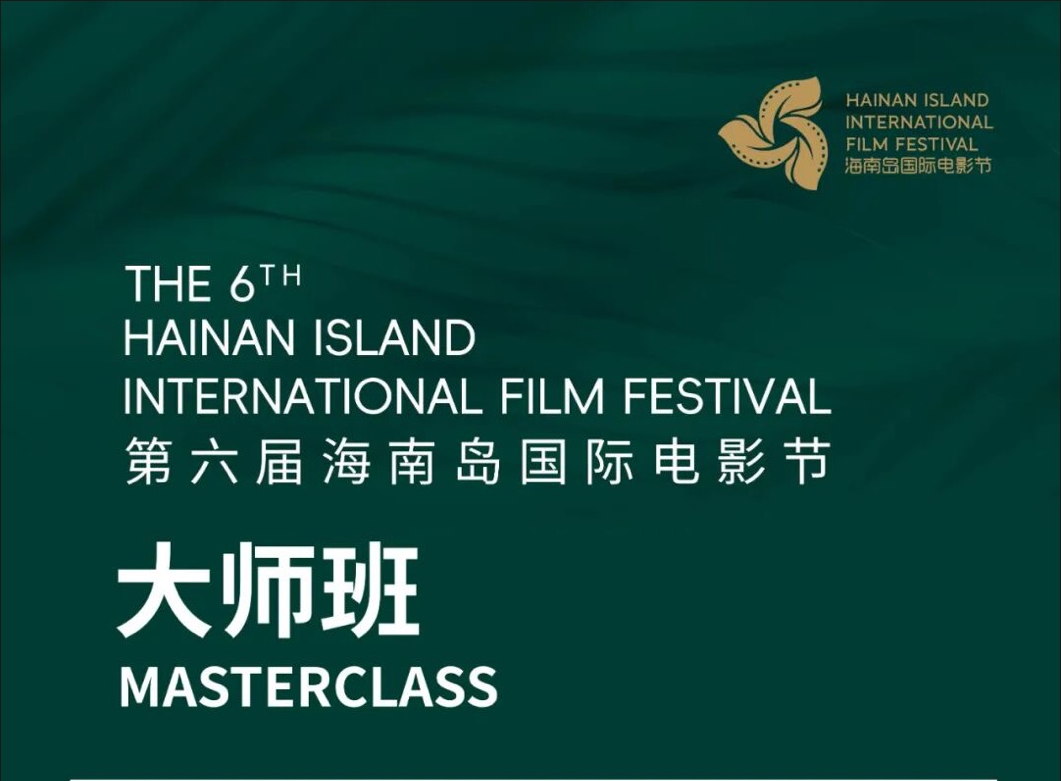 HAINAN ISLAND
INTERNATIONAL
FILM FESTIVAL
海南岛国际电影节
THE 6TH
HAINAN ISLAND
INTERNATIONAL FILM FESTIVAL
第六届海南岛国际电影节
大师班
MASTERCLASS